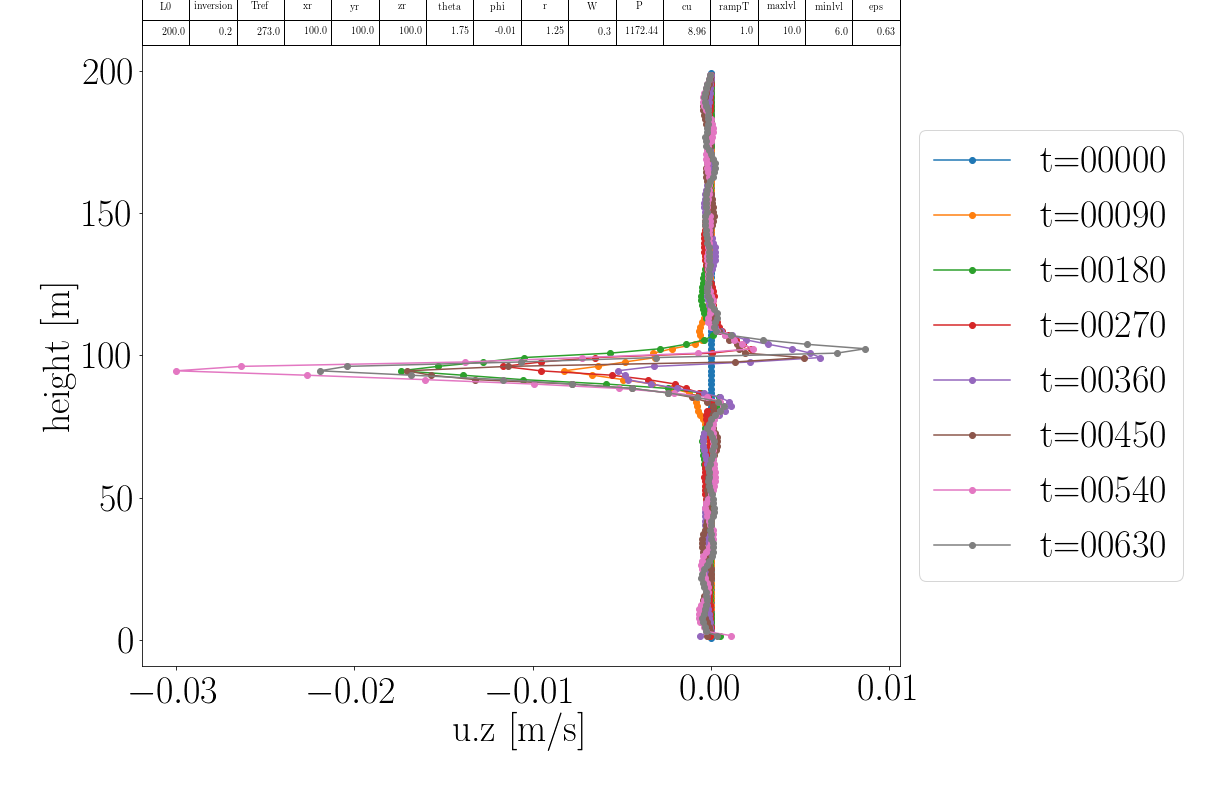 L0 inversion Tref xr yr zr theta phi r W P cu rampT maxlvl minlvl eps
200.0 0.2 273.0 100.0 100.0 100.0 1.75 -0.01 1.25 0.3 1172.44 8.96 1.0 10.0 6.0 0.63
200
150
100
50
0
height [m]
−0.03 −0.02 −0.01 0.00 0.01
u.z [m/s]
t=00000
t=00090
t=00180
t=00270
t=00360
t=00450
t=00540
t=00630